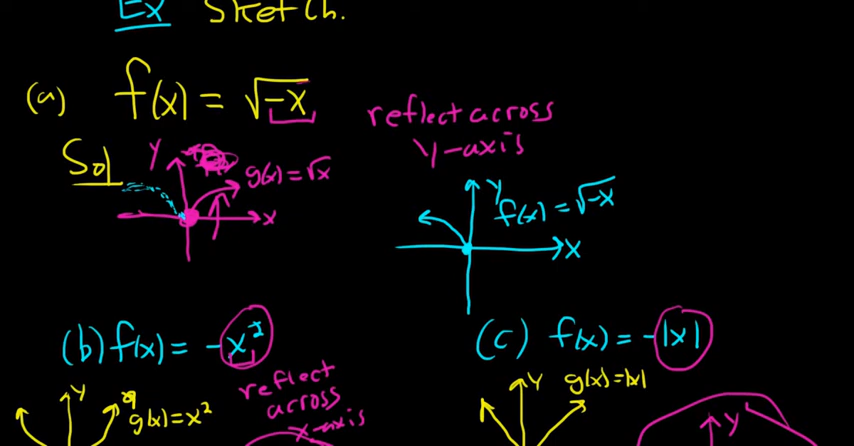 Ex Sketch.
(a) f(x) = √-x
reflect across
y-axis
Sol
y
g(x) = √x
x
y
f(x) = √-x
x
(b) f(x) = -x²
(c) f(x) = -|x|
reflect
across
x-axis
y
g(x) = x²
y
g(x) = |x|
y